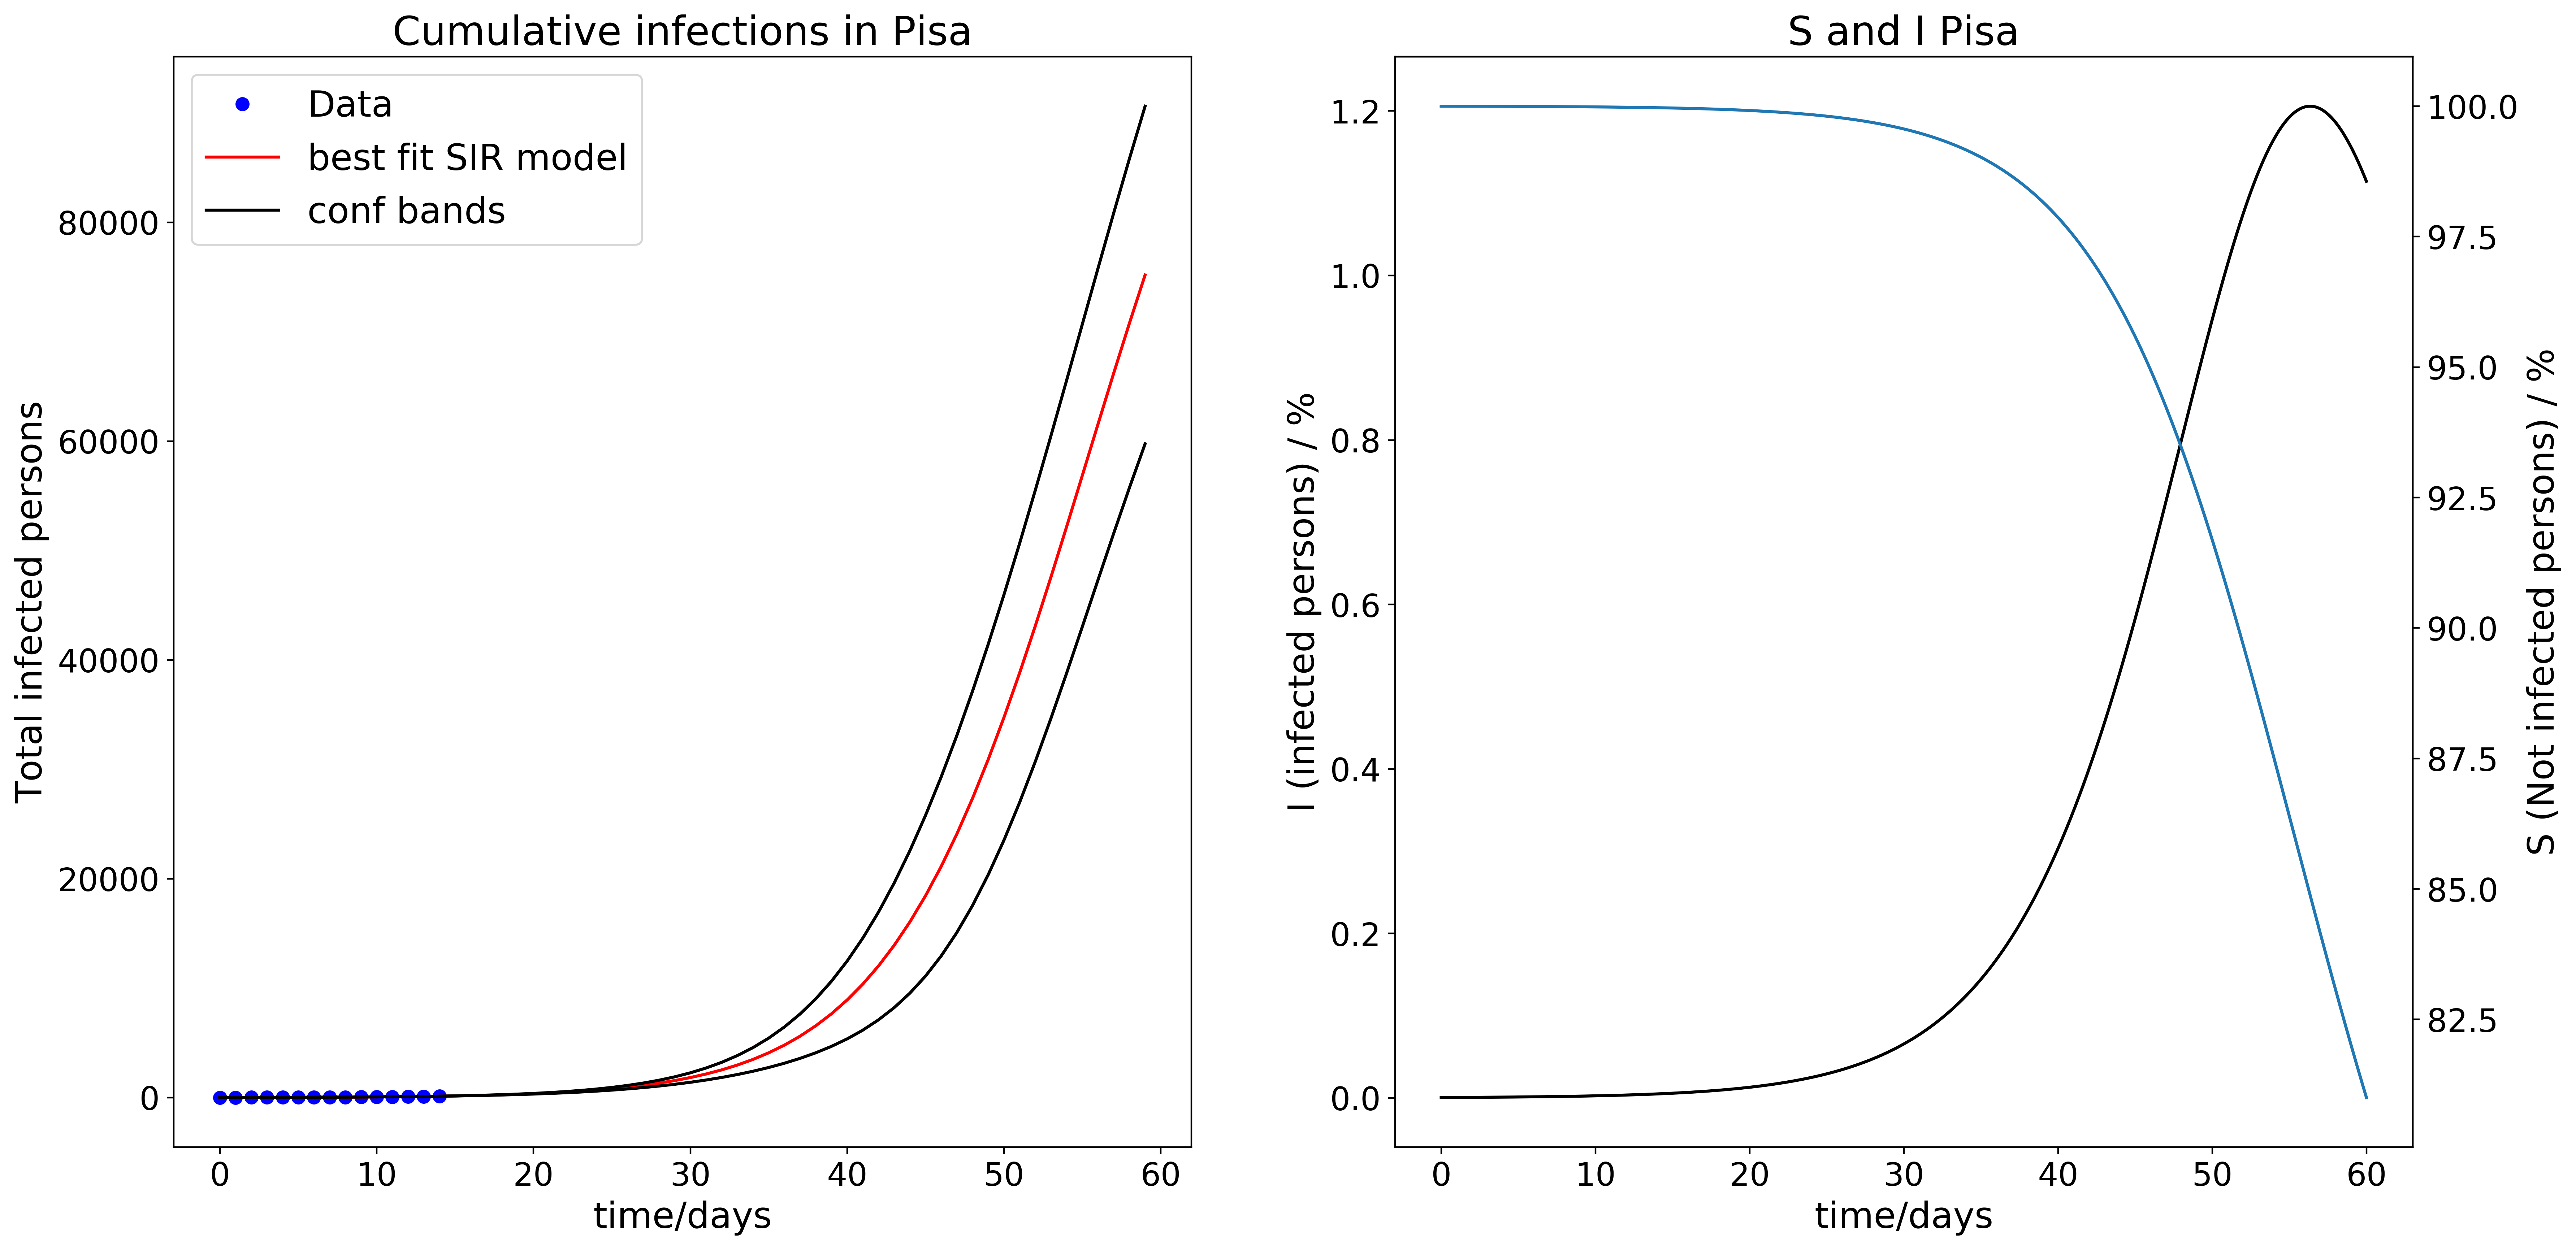 Cumulative infections in Pisa
Data
best fit SIR model
conf bands
Total infected persons
80000
60000
40000
20000
0
0 10 20 30 40 50 60
time/days
S and I Pisa
I (infected persons) / %
1.2
1.0
0.8
0.6
0.4
0.2
0.0
100.0
97.5
95.0
92.5
90.0
87.5
85.0
82.5
S (Not infected persons) / %
0 10 20 30 40 50 60
time/days